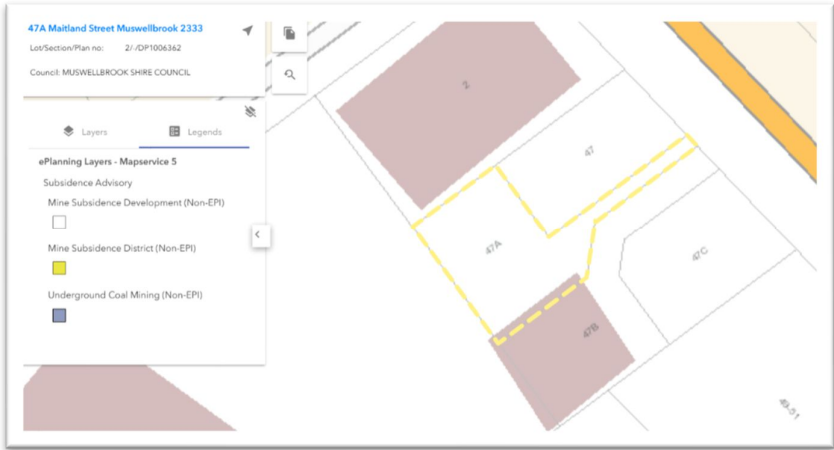 47A Maitland Street Muswellbrook 2333
Lot/Section/Plan no: 2/-/DP1006362
Council: MUSWELLBROOK SHIRE COUNCIL
Layers
Legends
ePlanning Layers - Mapservice 5
Subsidence Advisory
Mine Subsidence Development (Non-EPI)
Mine Subsidence District (Non-EPI)
Underground Coal Mining (Non-EPI)
2
47
47A
47C
47B
49-51